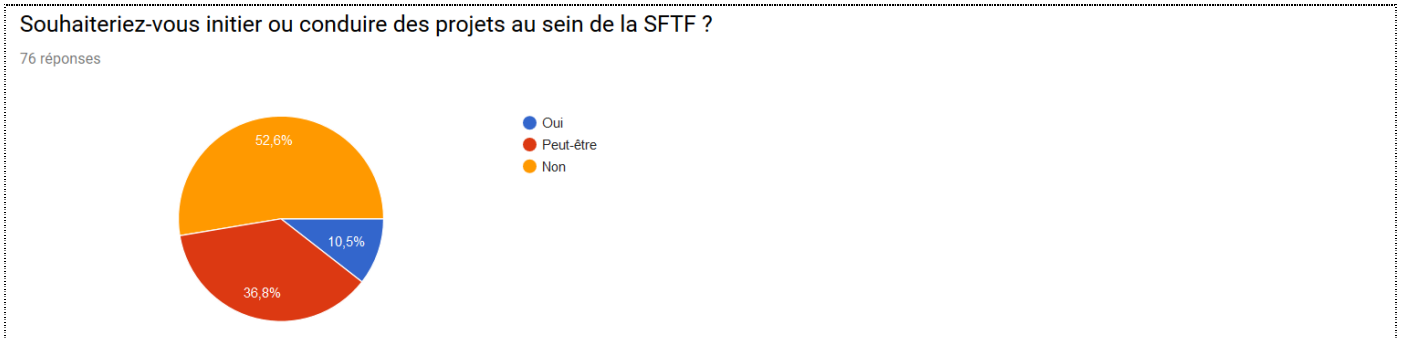 Souhaiteriez-vous initier ou conduire des projets au sein de la SFTF ?
76 réponses
52,6%
10,5%
36,8%
Oui
Peut-être
Non